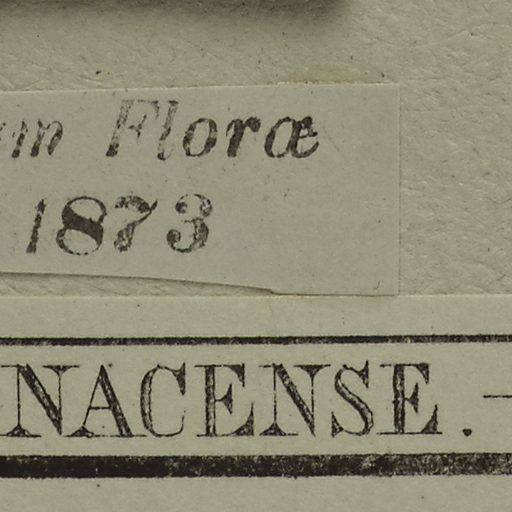 m Floræ
1873
NACENSE.—